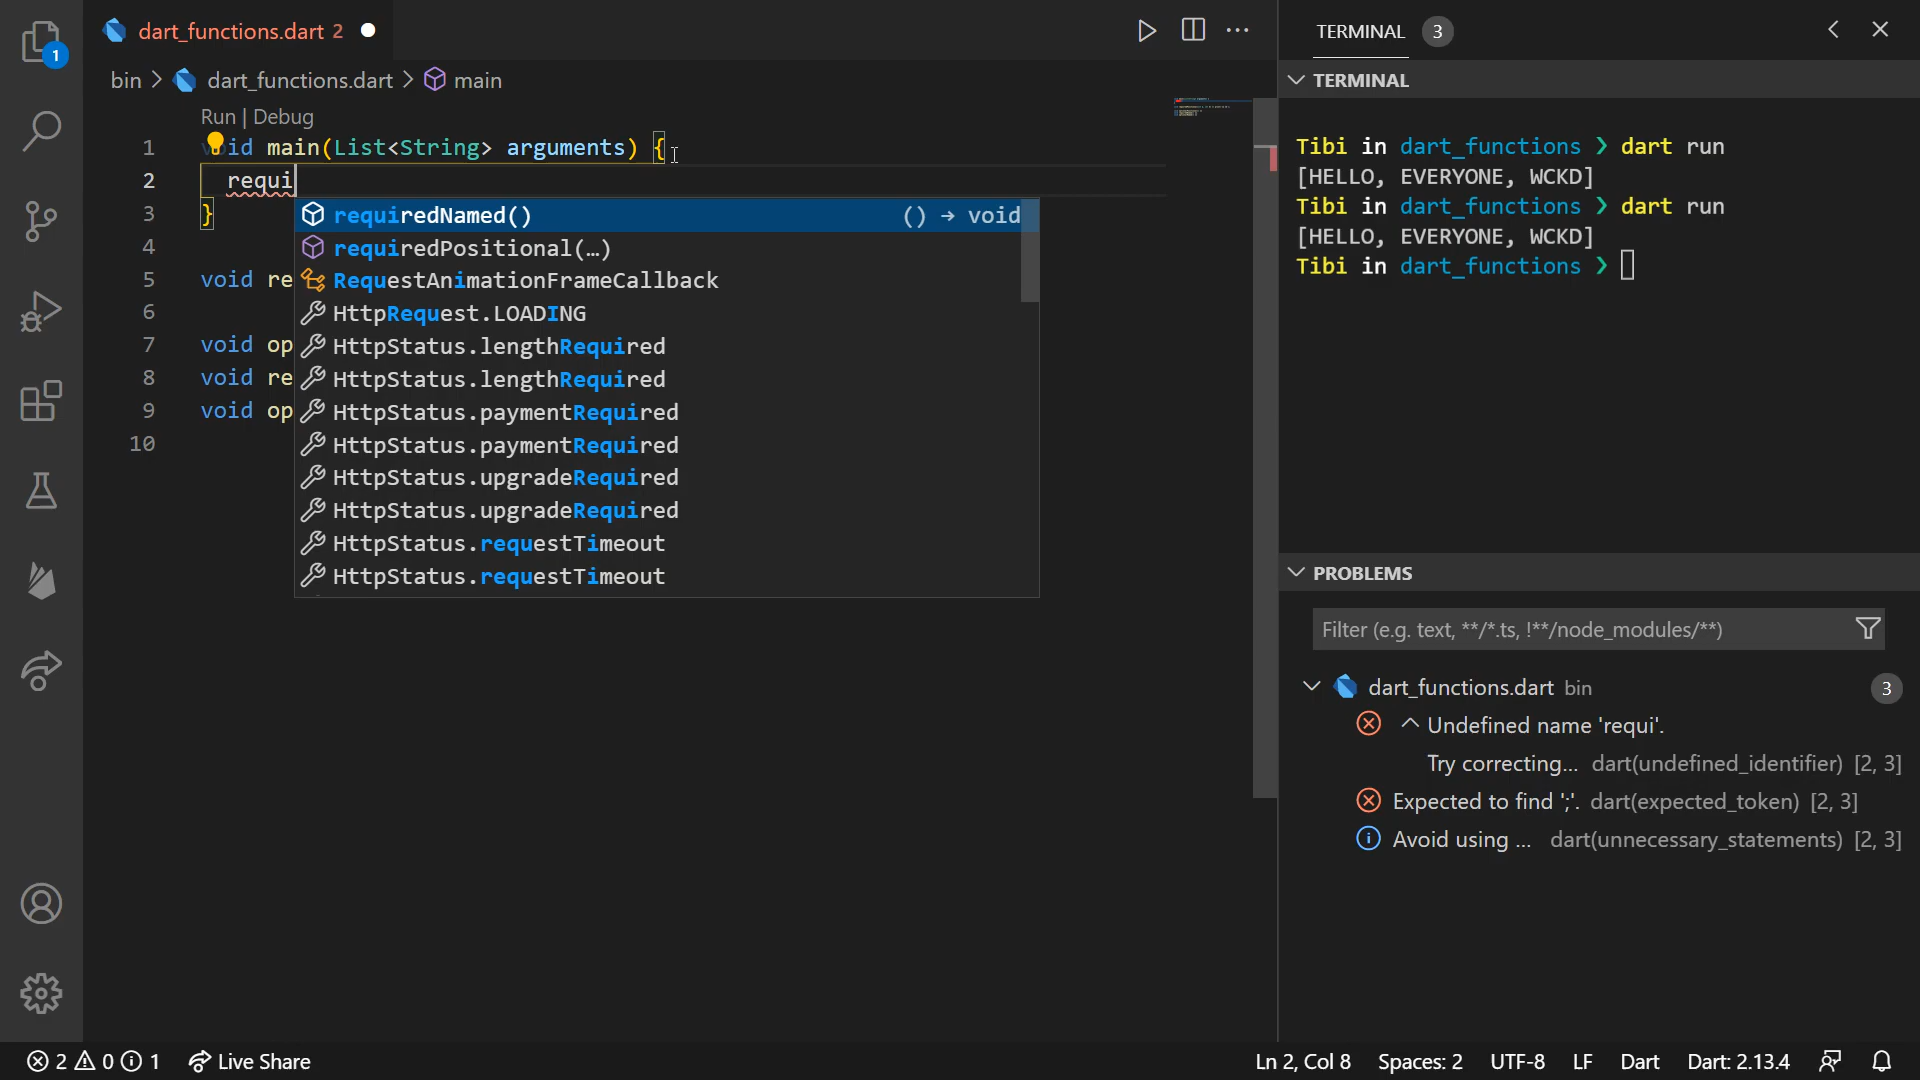 dart_functions.dart 2
bin > dart_functions.dart > main
Run | Debug
1 void main(List<String> arguments) {
2 requi
3 }
4
5 void re
6
7 void op
8 void re
9 void op
10
requiredNamed() () → void
requiredPositional(…)
RequestAnimationFrameCallback
HttpRequest.LOADING
HttpStatus.lengthRequired
HttpStatus.lengthRequired
HttpStatus.paymentRequired
HttpStatus.paymentRequired
HttpStatus.upgradeRequired
HttpStatus.upgradeRequired
HttpStatus.requestTimeout
HttpStatus.requestTimeout
1
TERMINAL 3
TERMINAL
Tibi in dart_functions ❯ dart run
[HELLO, EVERYONE, WCKD]
Tibi in dart_functions ❯ dart run
[HELLO, EVERYONE, WCKD]
Tibi in dart_functions ❯
PROBLEMS
Filter (e.g. text, **/*.ts, !**/node_modules/**)
dart_functions.dart bin 3
Undefined name 'requi'.
Try correcting... dart(undefined_identifier) [2, 3]
Expected to find ';'. dart(expected_token) [2, 3]
Avoid using ... dart(unnecessary_statements) [2, 3]
2 0 1 Live Share Ln 2, Col 8 Spaces: 2 UTF-8 LF Dart Dart: 2.13.4